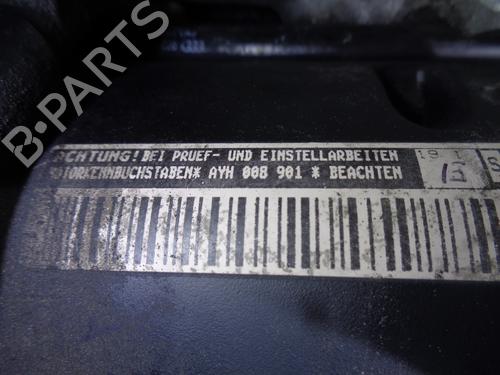 B-PARTS
ACHTUNG! BEI PRUEF- UND EINSTELLARBEITEN
MOTORKENNBUCHSTABEN* AYH 008 901 * BEACHTEN